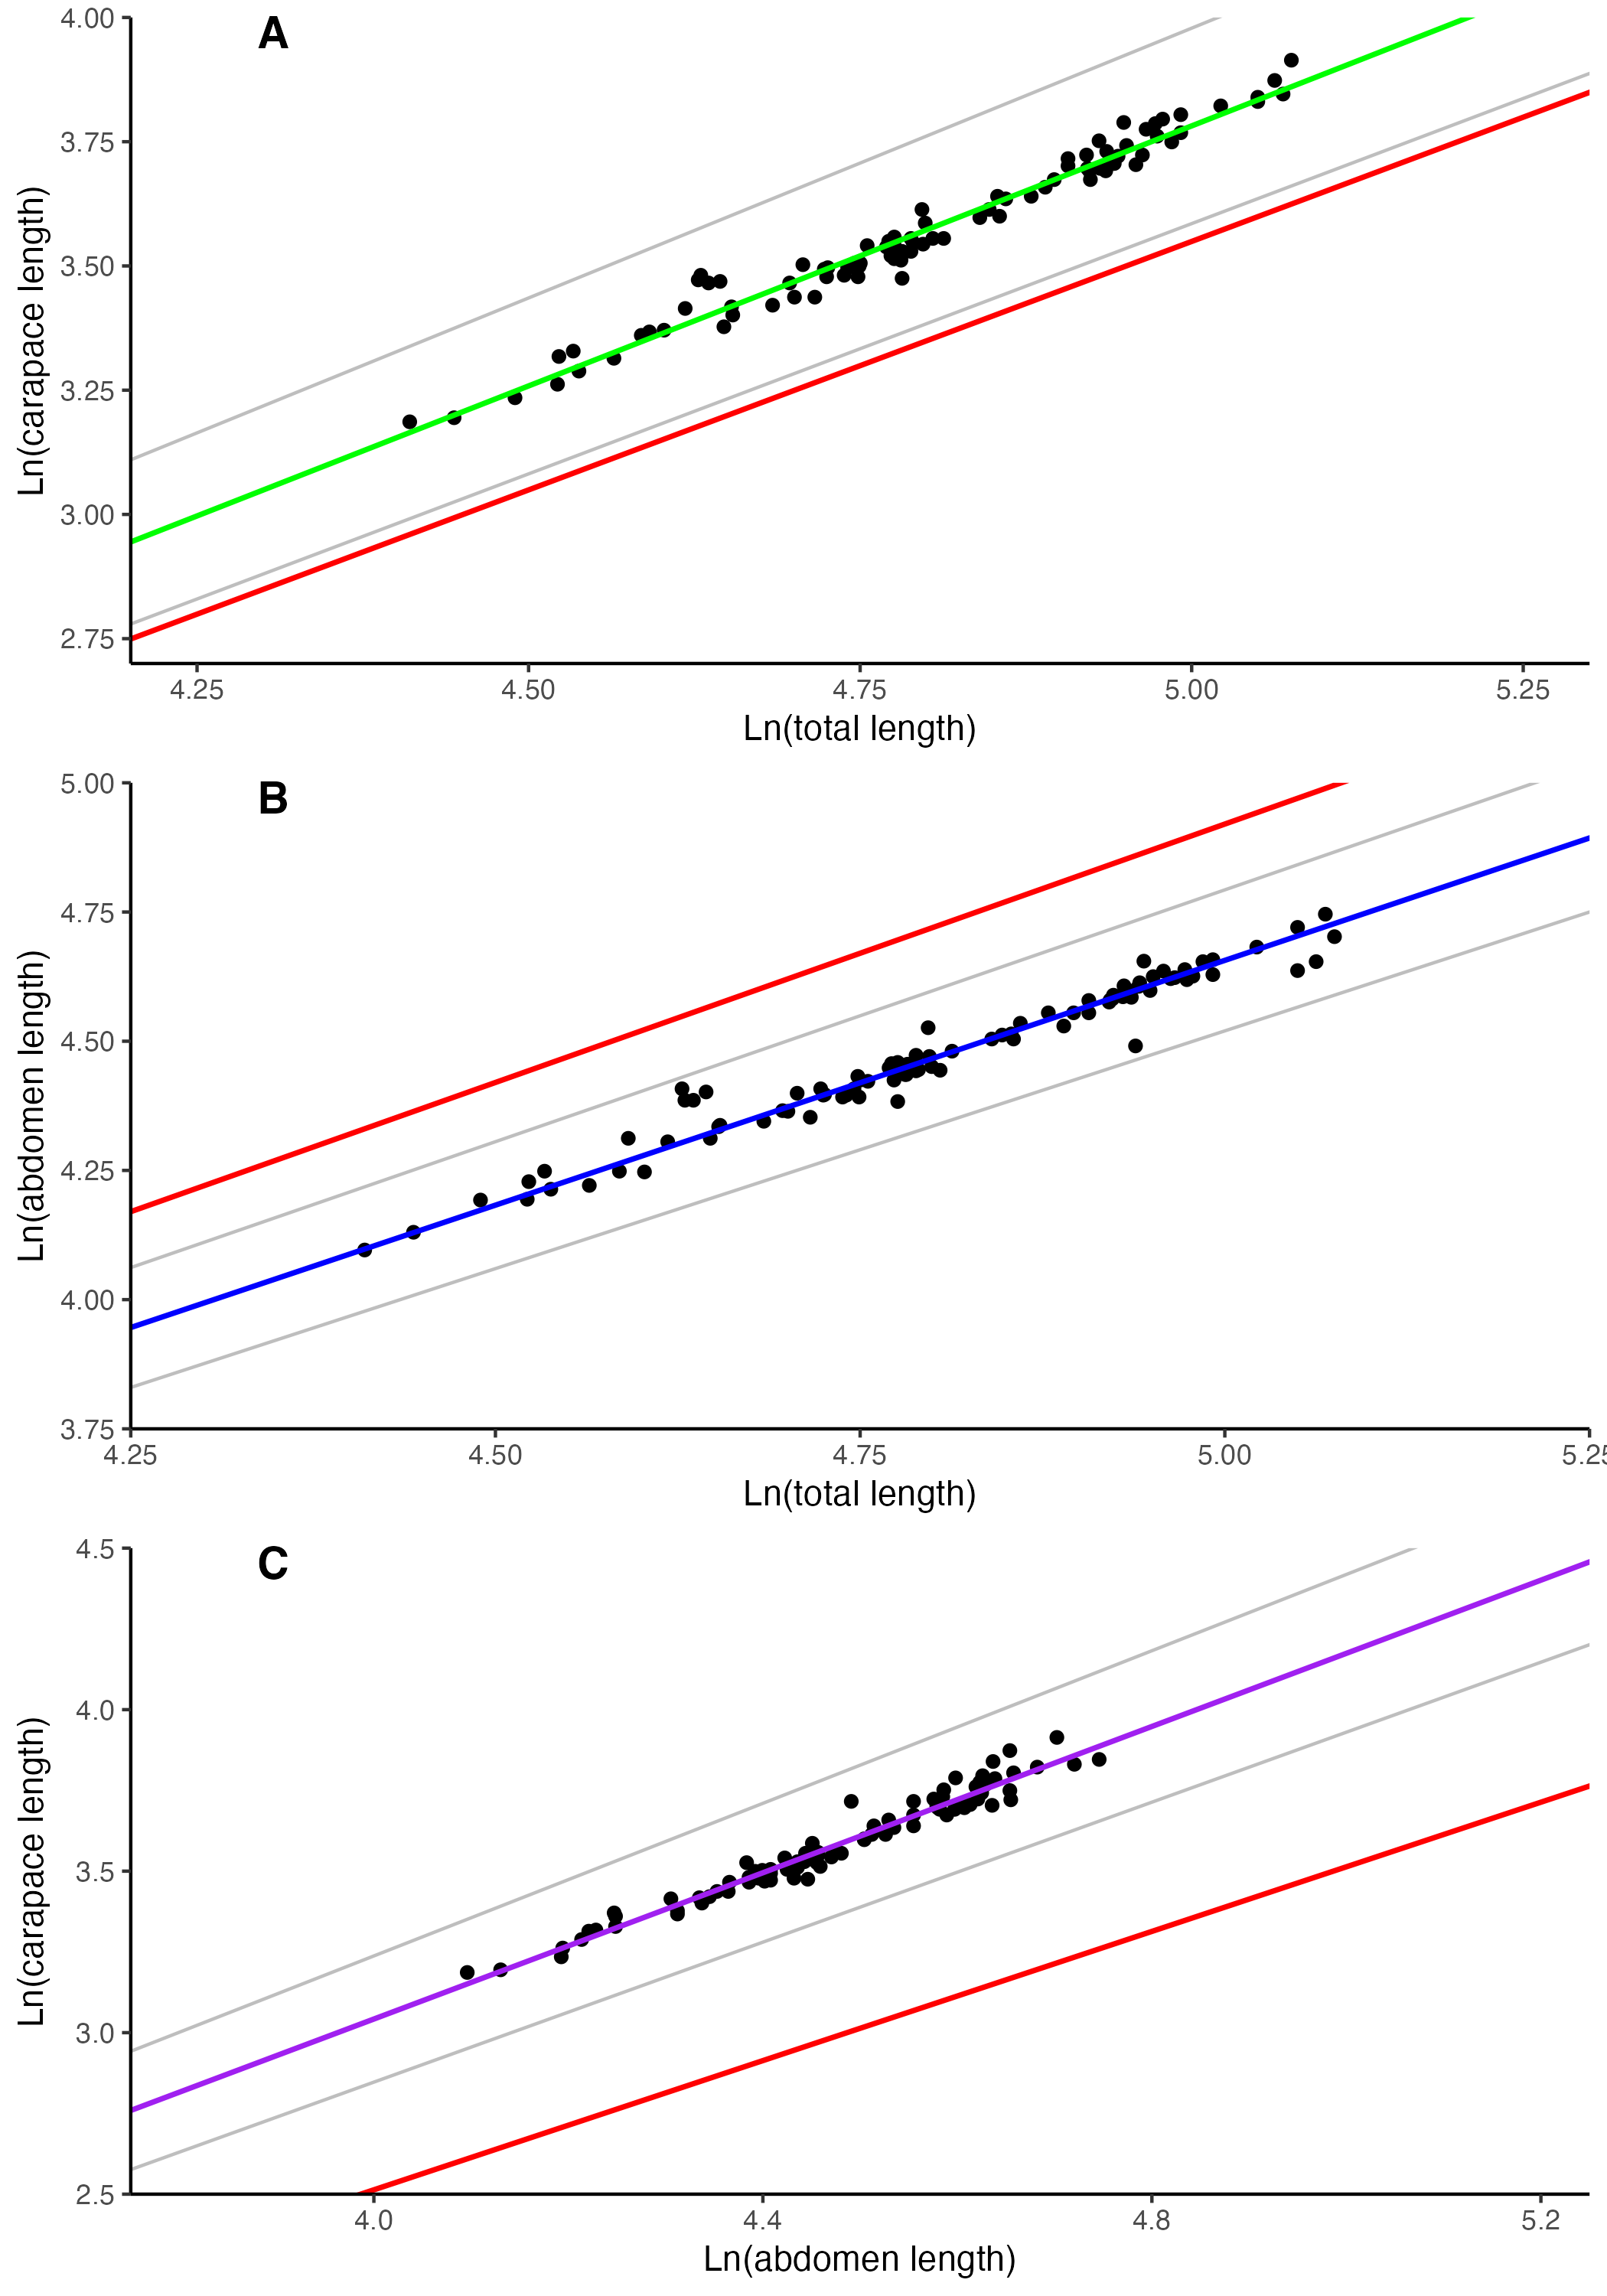 A
4.00
3.75
3.50
3.25
3.00
2.75
Ln(carapace length)
4.25 4.50 4.75 5.00 5.25
Ln(total length)
B
5.00
4.75
4.50
4.25
4.00
3.75
Ln(abdomen length)
4.25 4.50 4.75 5.00 5.25
Ln(total length)
C
4.5
4.0
3.5
3.0
2.5
Ln(carapace length)
4.0 4.4 4.8 5.2
Ln(abdomen length)